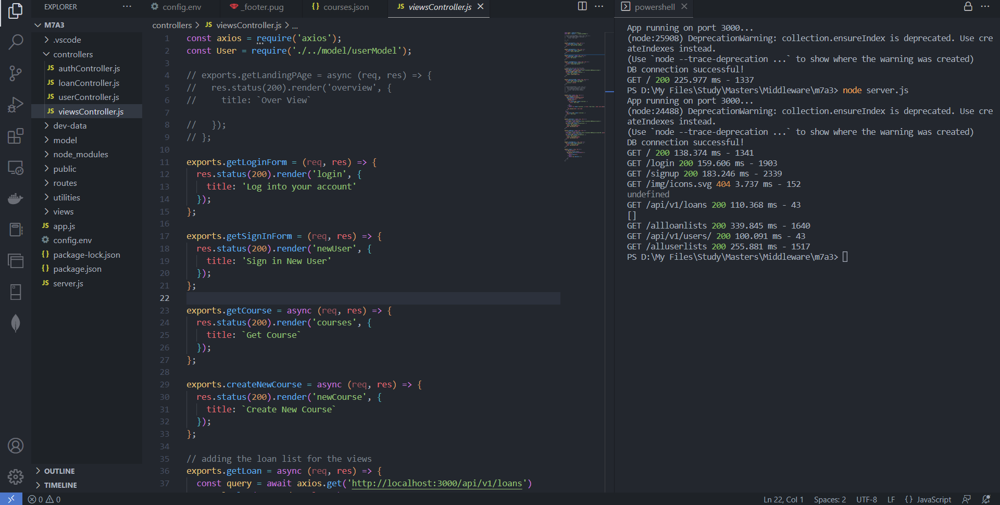 EXPLORER
M7A3
.vscode
controllers
JS authController.js
JS loanController.js
JS userController.js
JS viewsController.js
dev-data
model
node_modules
public
routes
utilities
views
JS app.js
config.env
{} package-lock.json
{} package.json
JS server.js
OUTLINE
TIMELINE
config.env
_footer.pug
{} courses.json
JS viewsController.js
controllers > JS viewsController.js > ...
1 const axios = require('axios');
2 const User = require('./../model/userModel');
3
4 // exports.getLandingPAge = async (req, res) => {
5 //   res.status(200).render('overview', {
6 //     title: `Over View`
7
8 //   });
9 // };
10
11 exports.getLoginForm = (req, res) => {
12   res.status(200).render('login', {
13     title: 'Log into your account'
14   });
15 };
16
17 exports.getSignInForm = (req, res) => {
18   res.status(200).render('newUser', {
19     title: 'Sign in New User'
20   });
21 };
22
23 exports.getCourse = async (req, res) => {
24   res.status(200).render('courses', {
25     title: `Get Course`
26   });
27 };
28
29 exports.createNewCourse = async (req, res) => {
30   res.status(200).render('newCourse', {
31     title: `Create New Course`
32   });
33 };
34
35 // adding the loan list for the views
36 exports.getLoan = async (req, res) => {
37   const query = await axios.get('http://localhost:3000/api/v1/loans')
powershell
App running on port 3000...
(node:25908) DeprecationWarning: collection.ensureIndex is deprecated. Use cre
ateIndexes instead.
(Use `node --trace-deprecation ...` to show where the warning was created)
DB connection successful!
GET / 200 225.977 ms - 1337
PS D:\My Files\Study\Masters\Middleware\m7a3> node server.js
App running on port 3000...
(node:24488) DeprecationWarning: collection.ensureIndex is deprecated. Use cre
ateIndexes instead.
(Use `node --trace-deprecation ...` to show where the warning was created)
DB connection successful!
GET / 200 138.374 ms - 1341
GET /login 200 159.606 ms - 1903
GET /signup 200 183.246 ms - 2339
GET /img/icons.svg 404 3.737 ms - 152
undefined
GET /api/v1/loans 200 110.368 ms - 43
[]
GET /allloanlists 200 339.845 ms - 1640
GET /api/v1/users/ 200 100.091 ms - 43
GET /alluserlists 200 255.881 ms - 1517
PS D:\My Files\Study\Masters\Middleware\m7a3>
0 0
Ln 22, Col 1
Spaces: 2
UTF-8
LF
{} JavaScript